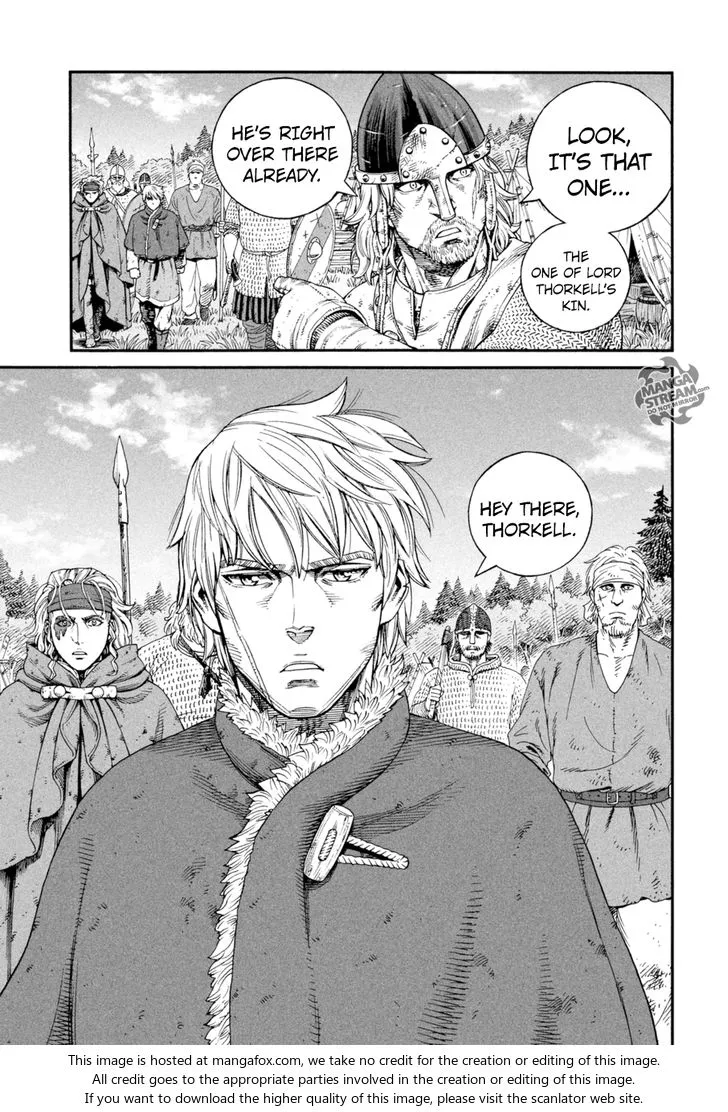 LOOK,
IT'S THAT
ONE...
THE
ONE OF LORD
THORKELL'S
KIN.
HE'S RIGHT
OVER THERE
ALREADY.
MANGA
STREAM.com
DO NOT MIRROR
HEY THERE,
THORKELL.
This image is hosted at mangafox.com, we take no credit for the creation or editing of this image.
All credit goes to the appropriate parties involved in the creation or editing of this image.
If you want to download the higher quality of this image, please visit the scanlator web site.